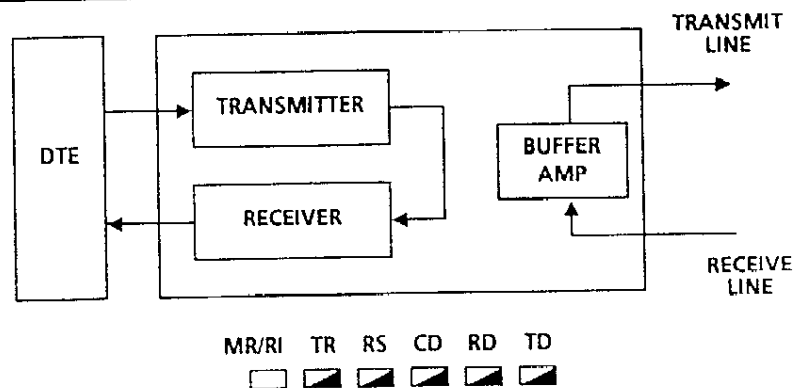 TRANSMIT
LINE
TRANSMITTER
DTE
BUFFER
AMP
RECEIVER
RECEIVE
LINE
MR/RI TR RS CD RD TD